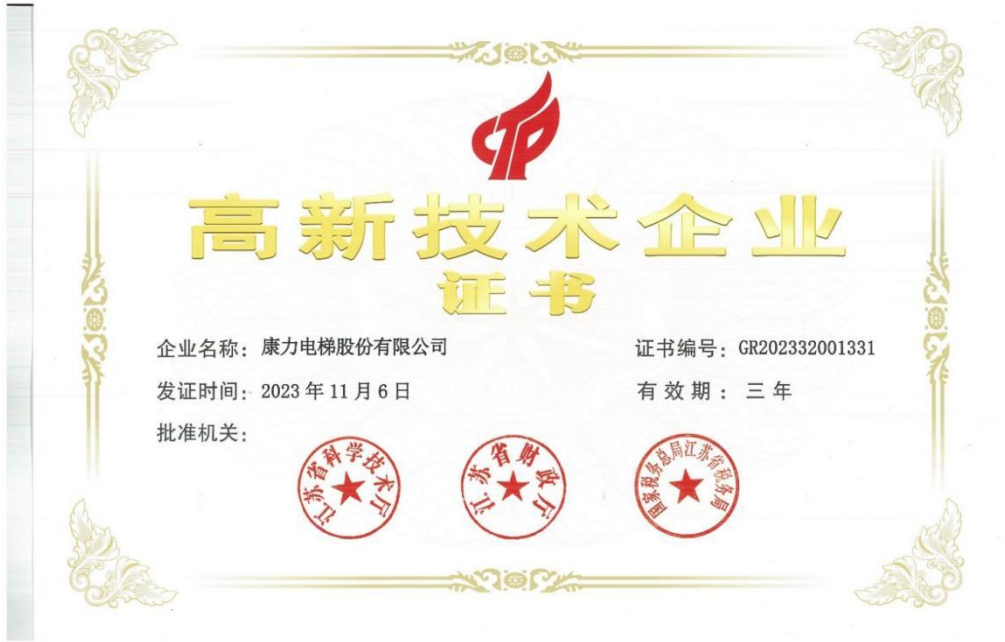 CTP
高新技术企业
证书
企业名称：康力电梯股份有限公司
证书编号：GR202332001331
发证时间：2023年11月6日
有效期：三年
批准机关：
江苏省科学技术厅
江苏省财政厅
国家税务总局江苏省税务局